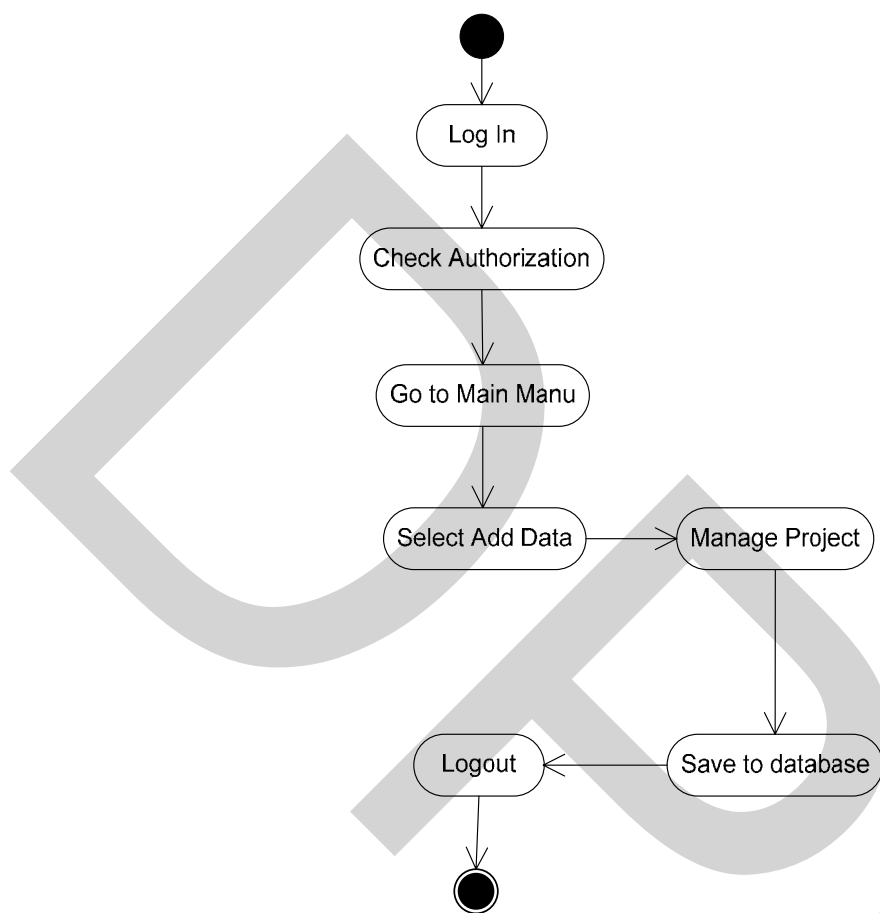 Log In
Check Authorization
Go to Main Manu
Select Add Data
Manage Project
Save to database
Logout